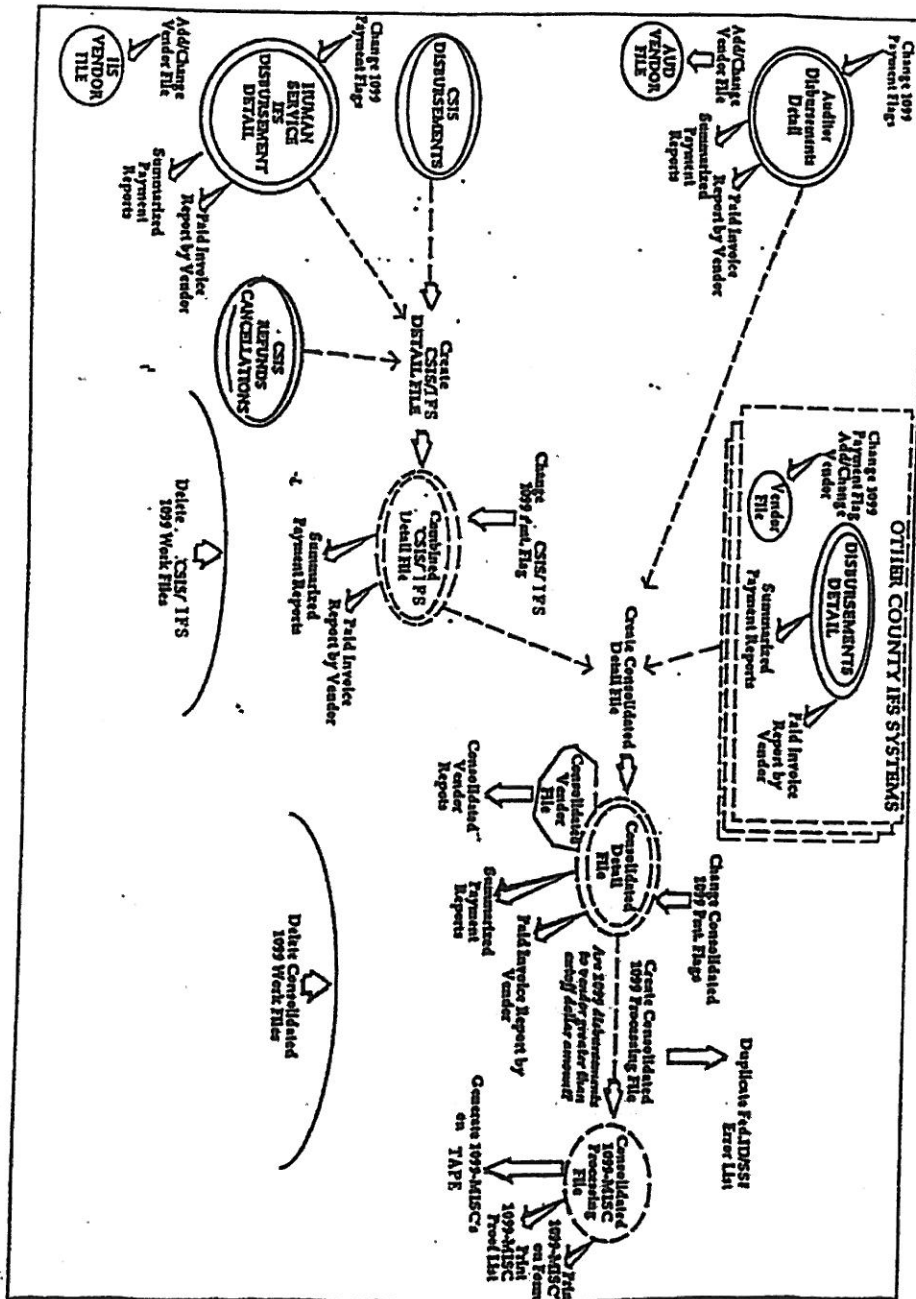 Change 1099
Payment Flags
Auditor
Disbursements
Detail
Add/Change
Vendor File
AUD
VENDOR
FILE
Summarized
Payment
Reports
Paid Invoice
Report by
Vendor
OTHER COUNTY IFS SYSTEMS
Change 1099
Payment Flag
Add/Change
Vendor
Vendor
File
DISBURSEMENTS
DETAIL
Summarized
Payment Reports
Paid Invoice
Report by
Vendor
CSIS
DISBURSEMENTS
Change 1099
Payment Flags
HUMAN
SERVICE
IFS
DISBURSEMENT
DETAIL
Add/Change
Vendor File
VENDOR
FILE
Summarized
Payment
Reports
Paid Invoice
Report by Vendor
Create
CSIS/IFS
DETAIL FILE
CSIS
REFUNDS
CANCELLATIONS
Change CSIS/IFS
1099 Pmt. Flag
Combined
CSIS/IFS
Detail File
Summarized
Payment Reports
Paid Invoice
Report by Vendor
Delete CSIS/IFS
1099 Work Files
Create Consolidated
Detail File
Change Consolidated
1099 Pmt. Flags
Consolidated
Detail
File
Consolidated
Vendor
File
Consolidated
Vendor
Repots
Summarized
Payment
Reports
Paid Invoice Report by
Vendor
Duplicate Fed.ID/SS#
Error List
Create Consolidated
1099 Processing File
Are 1099 disbursements
to vendor greater than
cutoff dollar amount?
Consolidated
1099-MISC
Processing
File
Generate 1099-MISC's
on
TAPE
Print
1099-MISC
Proof List
1099-MISC
Delete Consolidated
1099 Work Files